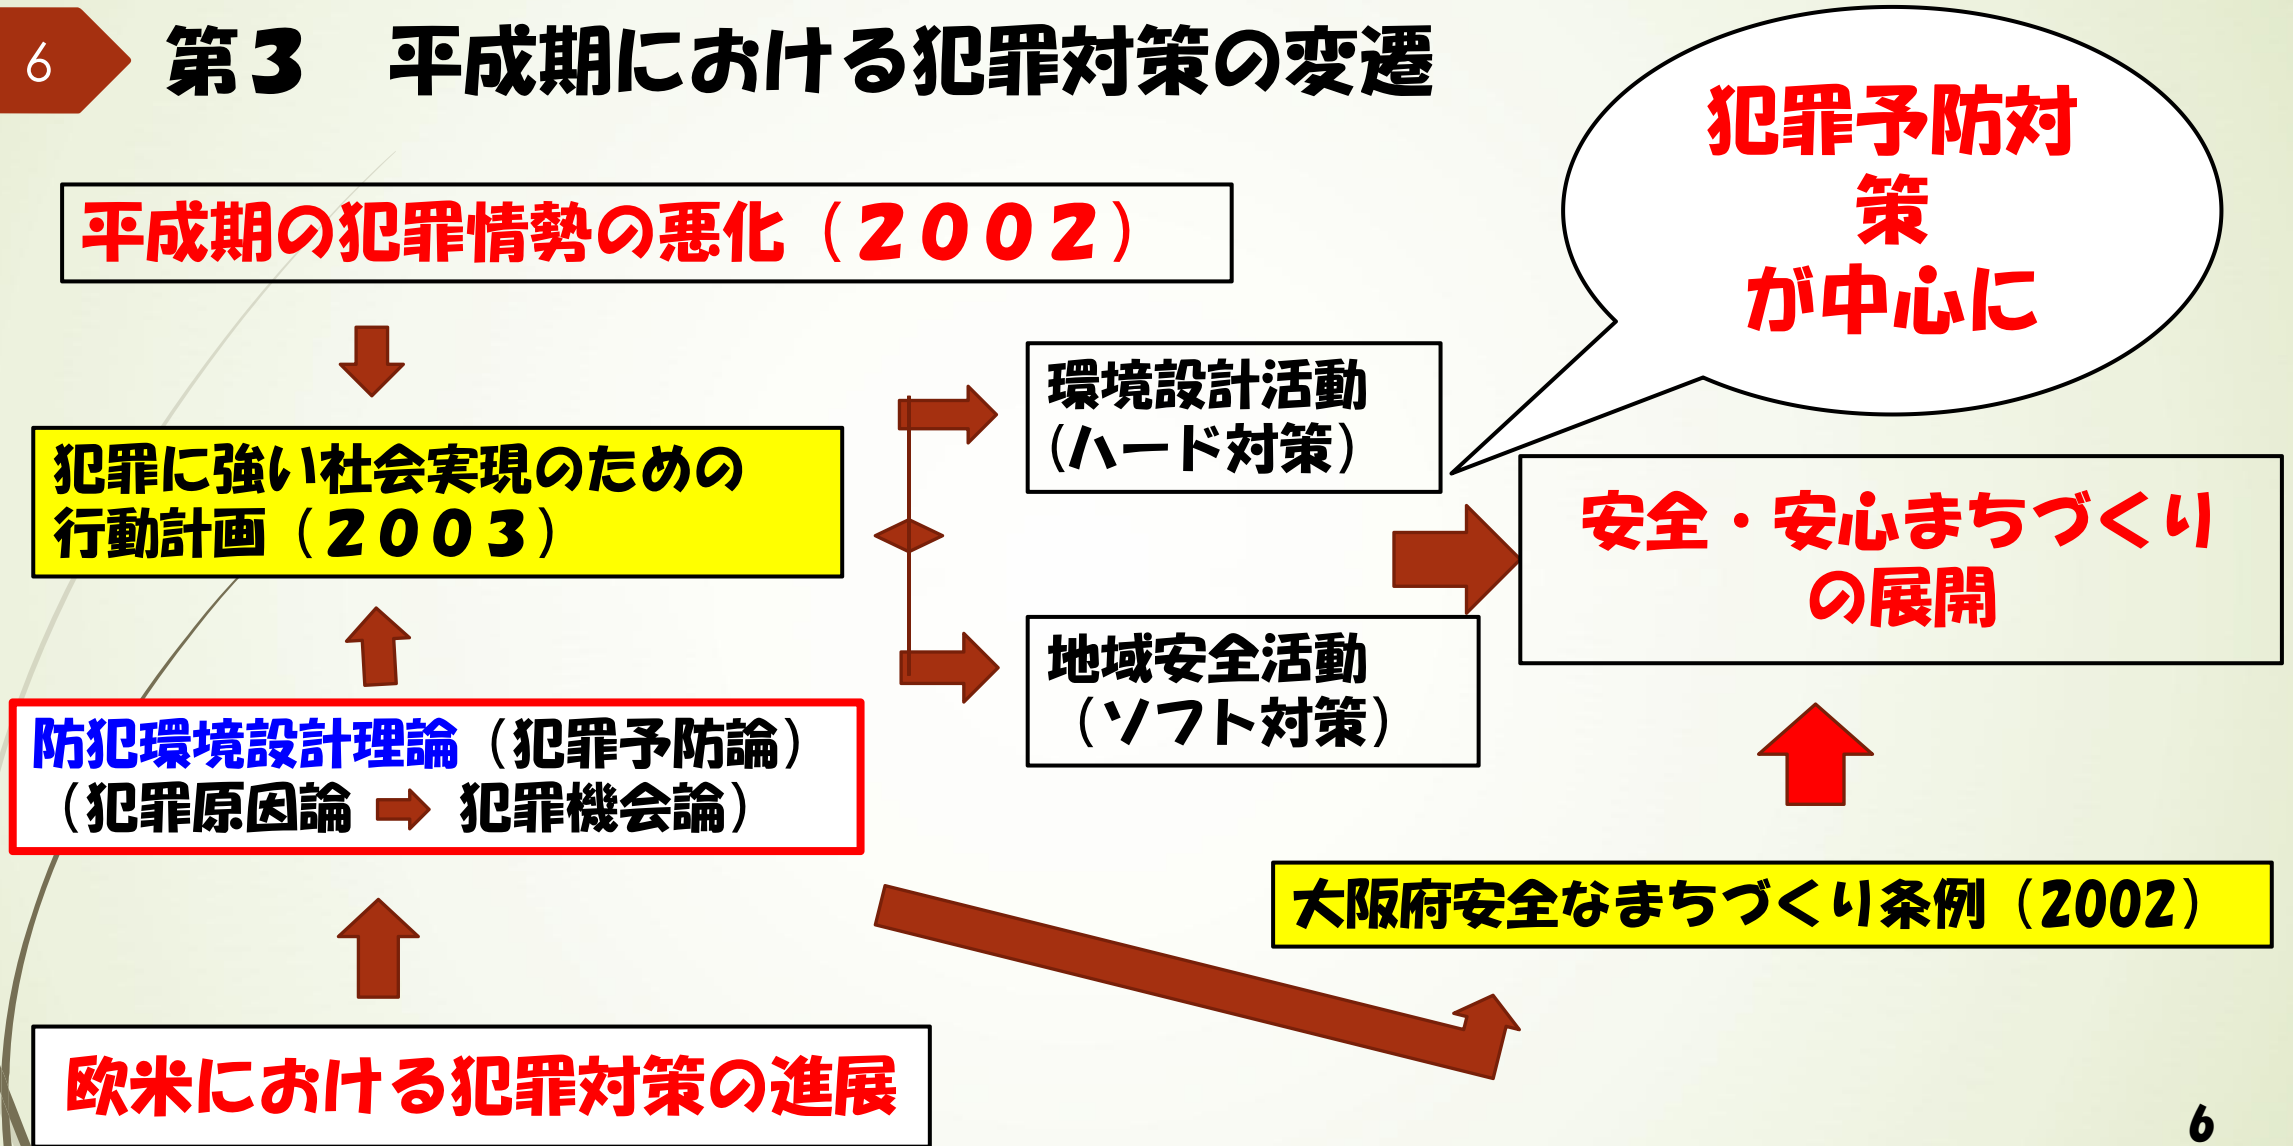 6
第３　平成期における犯罪対策の変遷
犯罪予防対
策
が中心に
平成期の犯罪情勢の悪化（２００２）
環境設計活動
(ハード対策）
犯罪に強い社会実現のための
行動計画（２００３）
安全・安心まちづくり
の展開
地域安全活動
（ソフト対策）
防犯環境設計理論（犯罪予防論）
（犯罪原因論　犯罪機会論）
大阪府安全なまちづくり条例（2002）
欧米における犯罪対策の進展
6